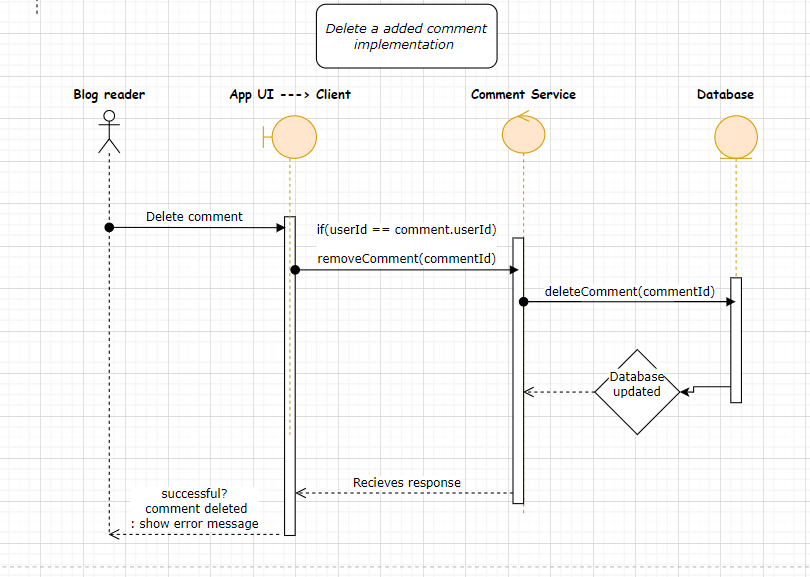 Delete a added comment
implementation
Blog reader
App UI ---> Client
Comment Service
Database
Delete comment
if(userId == comment.userId)
removeComment(commentId)
deleteComment(commentId)
Database
updated
Recieves response
successful?
comment deleted
: show error message